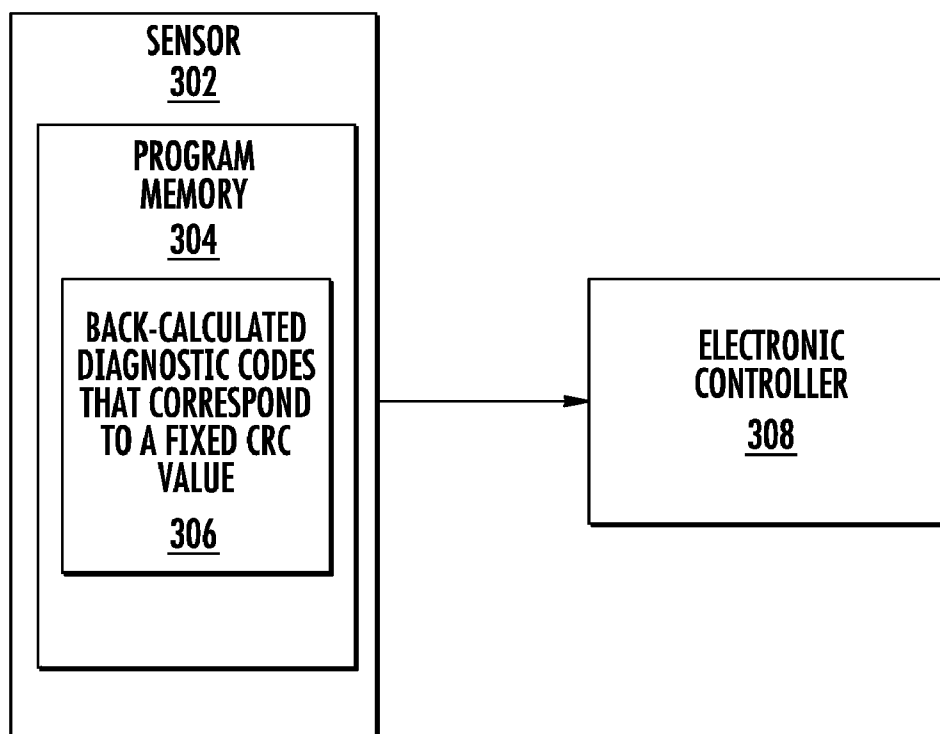 SENSOR
302
PROGRAM
MEMORY
304
BACK-CALCULATED
DIAGNOSTIC CODES
THAT CORRESPOND
TO A FIXED CRC
VALUE
306
ELECTRONIC
CONTROLLER
308